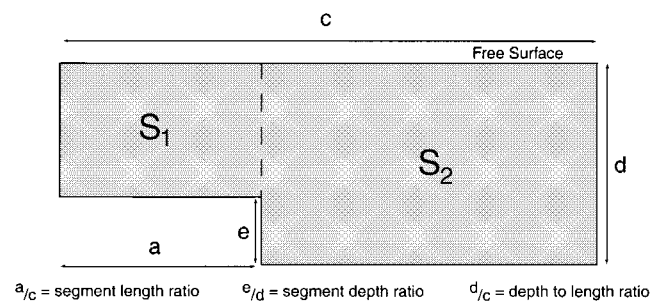 c
Free Surface
S1
S2
d
e
a
a/c = segment length ratio
e/d = segment depth ratio
d/c = depth to length ratio